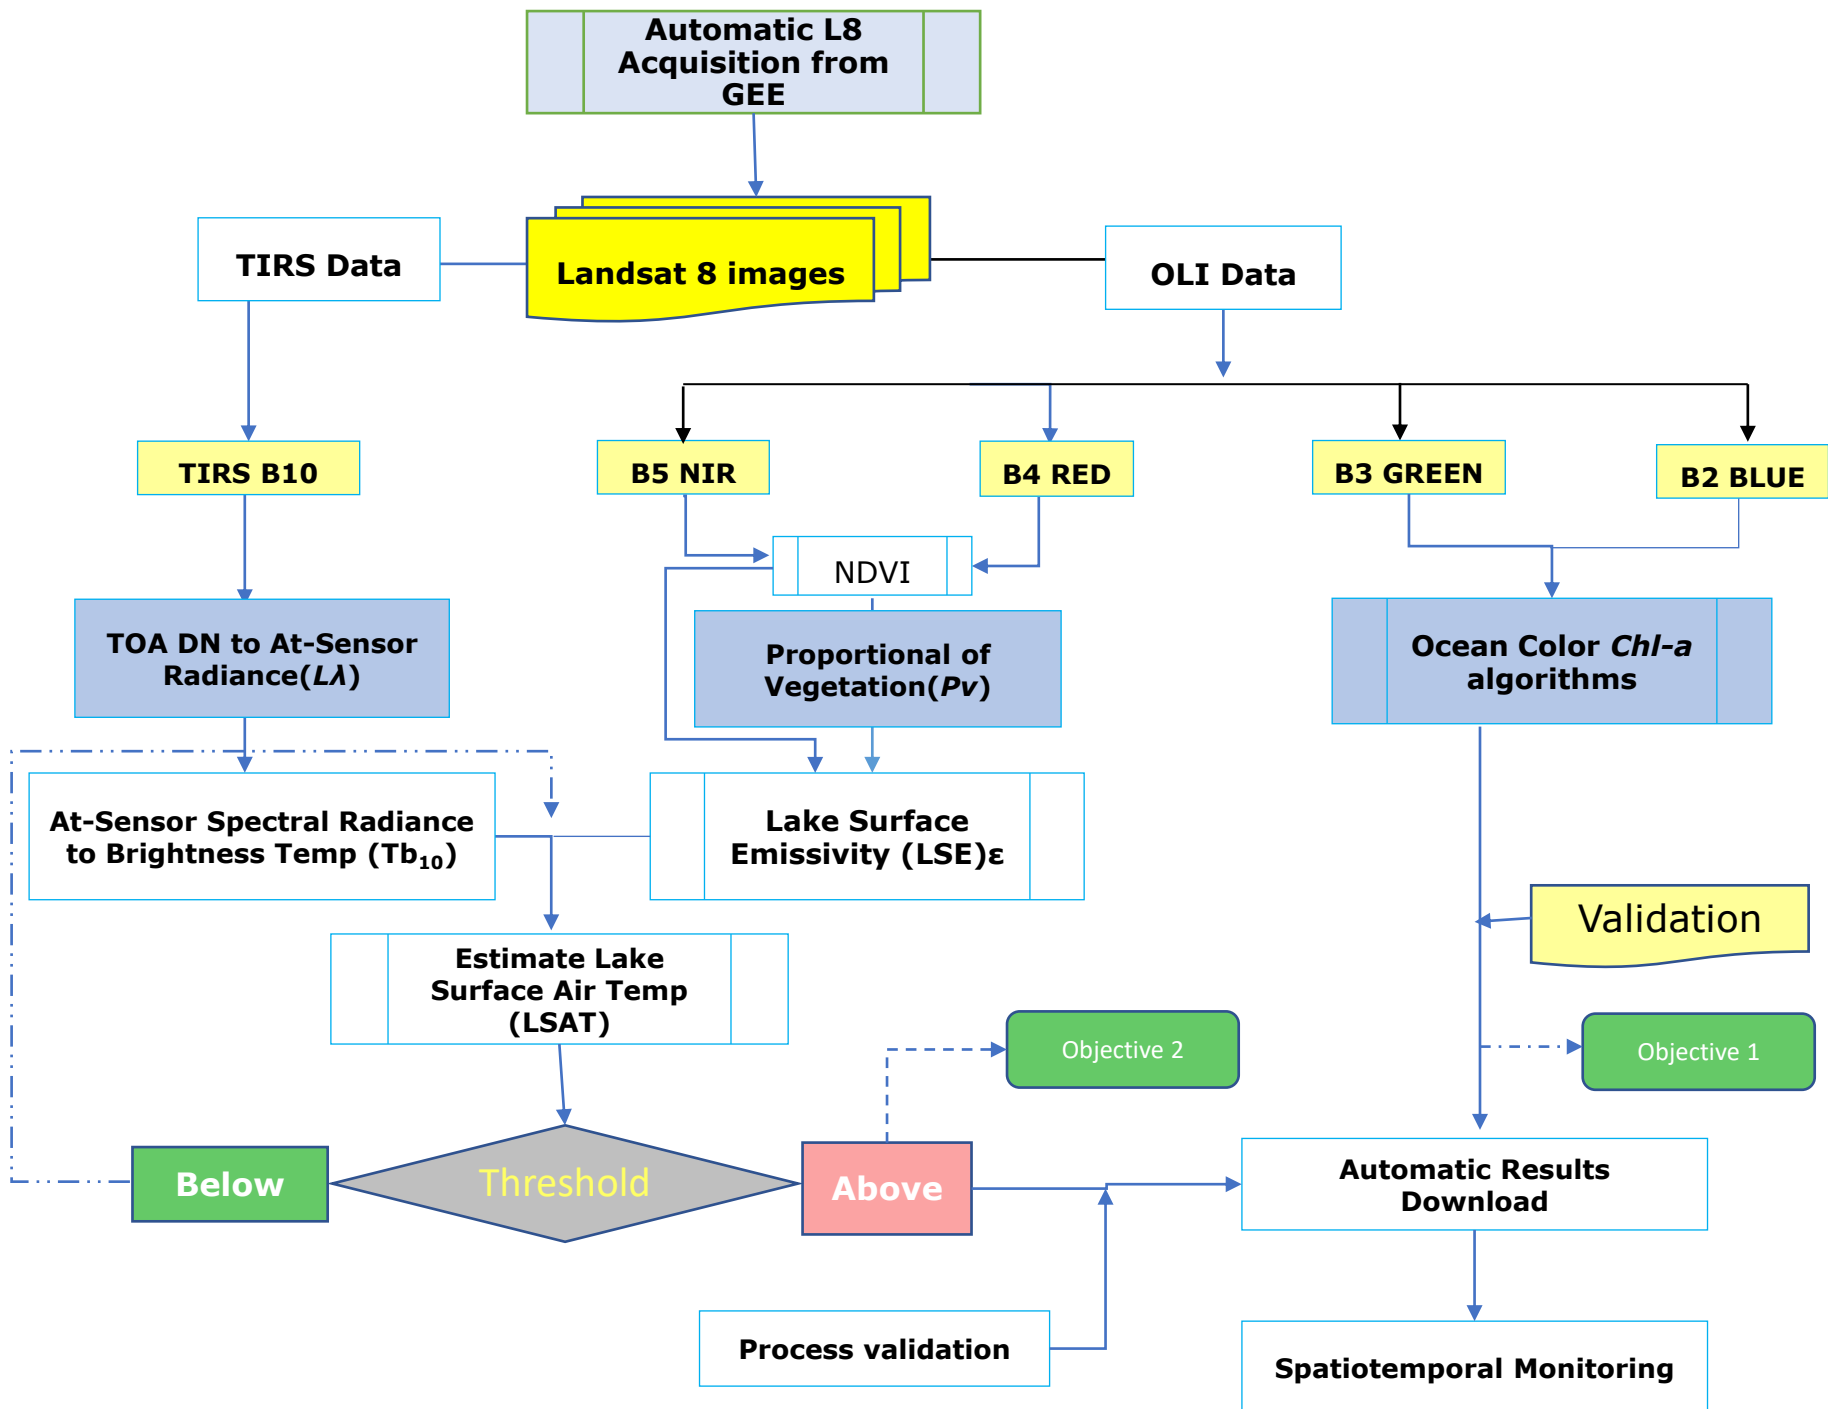 Automatic L8
Acquisition from
GEE
TIRS Data
Landsat 8 images
OLI Data
TIRS B10
B5 NIR
B4 RED
B3 GREEN
B2 BLUE
NDVI
TOA DN to At-Sensor
Radiance(Lλ)
Proportional of
Vegetation(Pv)
Ocean Color Chl-a
algorithms
At-Sensor Spectral Radiance
to Brightness Temp (Tb₁₀)
Lake Surface
Emissivity (LSE)ε
Validation
Estimate Lake
Surface Air Temp
(LSAT)
Objective 2
Objective 1
Below
Threshold
Above
Automatic Results
Download
Process validation
Spatiotemporal Monitoring